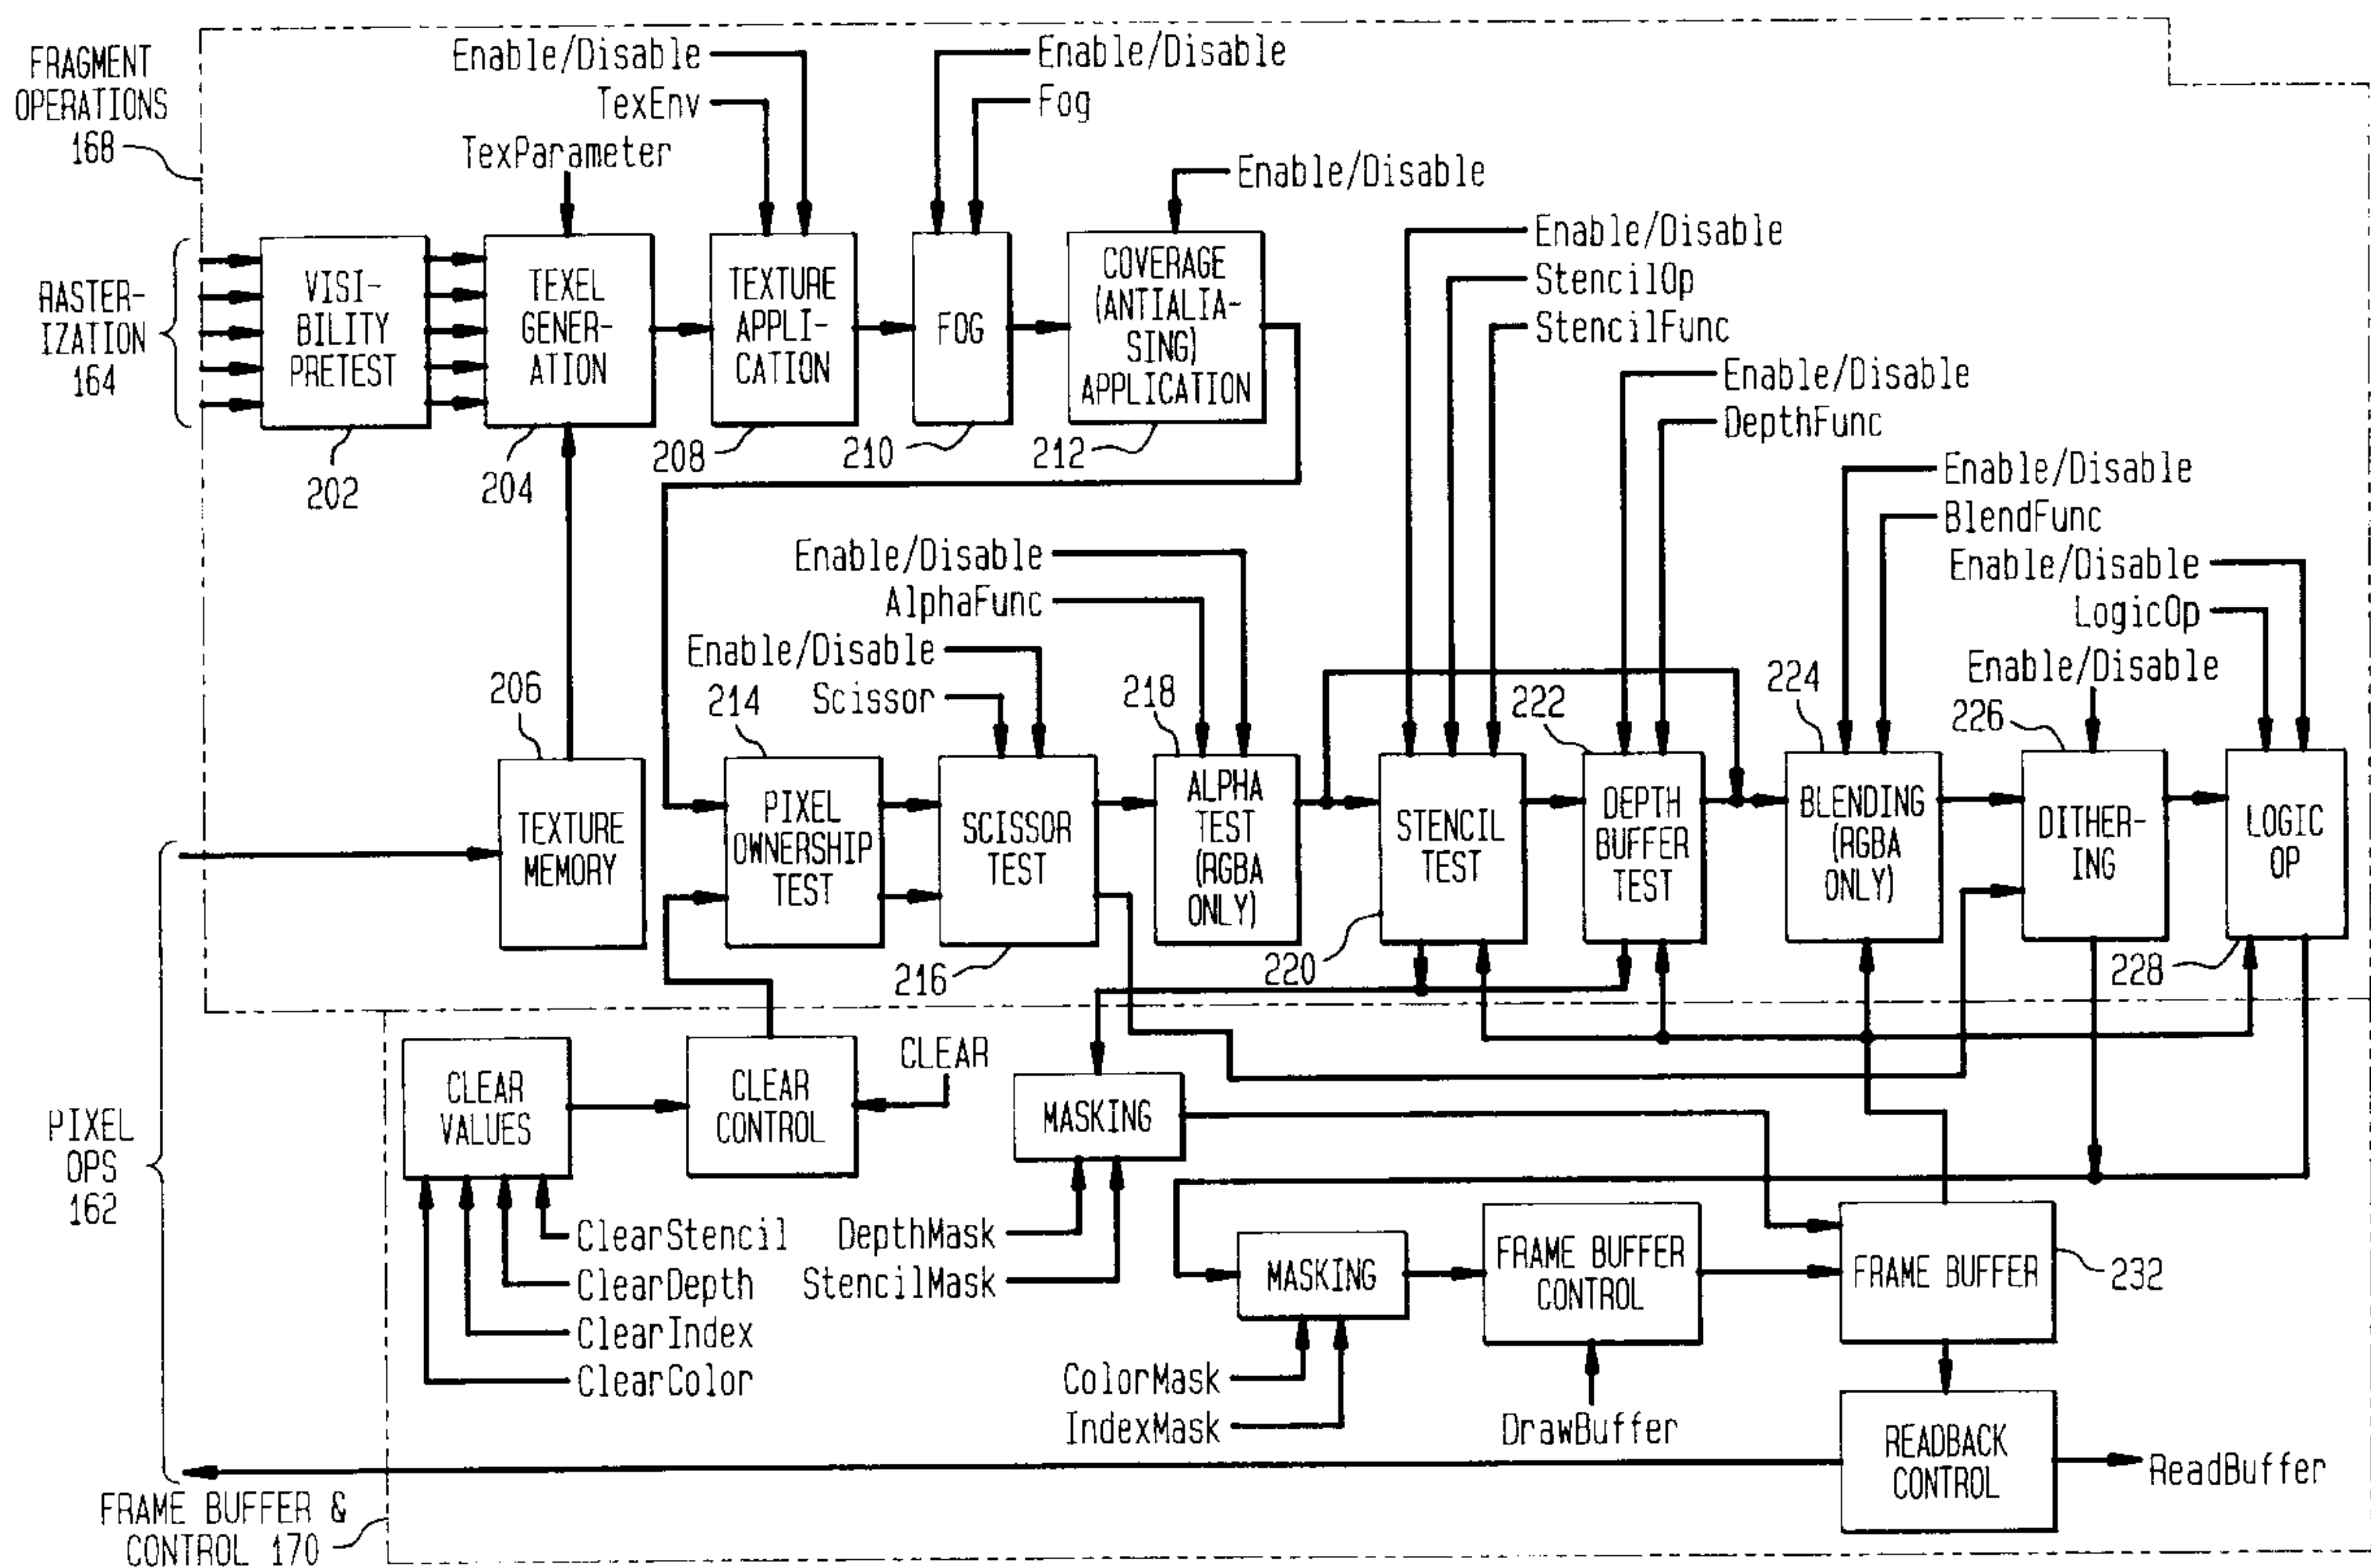 FRAGMENT
OPERATIONS
168
Enable/Disable
TexEnv
TexParameter
Enable/Disable
Fog
Enable/Disable
RASTER-
IZATION
164
VISI-
BILITY
PRETEST
202
TEXEL
GENER-
ATION
204
TEXTURE
APPLI-
CATION
208
FOG
210
COVERAGE
(ANTIALIA-
SING)
APPLICATION
212
Enable/Disable
StencilOp
StencilFunc
Enable/Disable
DepthFunc
Enable/Disable
BlendFunc
Enable/Disable
LogicOp
Enable/Disable
Enable/Disable
AlphaFunc
Enable/Disable
Scissor
206
TEXTURE
MEMORY
214
PIXEL
OWNERSHIP
TEST
SCISSOR
TEST
216
218
ALPHA
TEST
(RGBA
ONLY)
STENCIL
TEST
220
222
DEPTH
BUFFER
TEST
224
BLENDING
(RGBA
ONLY)
226
DITHER-
ING
LOGIC
OP
228
PIXEL
OPS
162
CLEAR
VALUES
CLEAR
CONTROL
CLEAR
MASKING
ClearStencil
ClearDepth
ClearIndex
ClearColor
DepthMask
StencilMask
MASKING
FRAME BUFFER
CONTROL
FRAME BUFFER
232
ColorMask
IndexMask
DrawBuffer
READBACK
CONTROL
ReadBuffer
FRAME BUFFER &
CONTROL 170